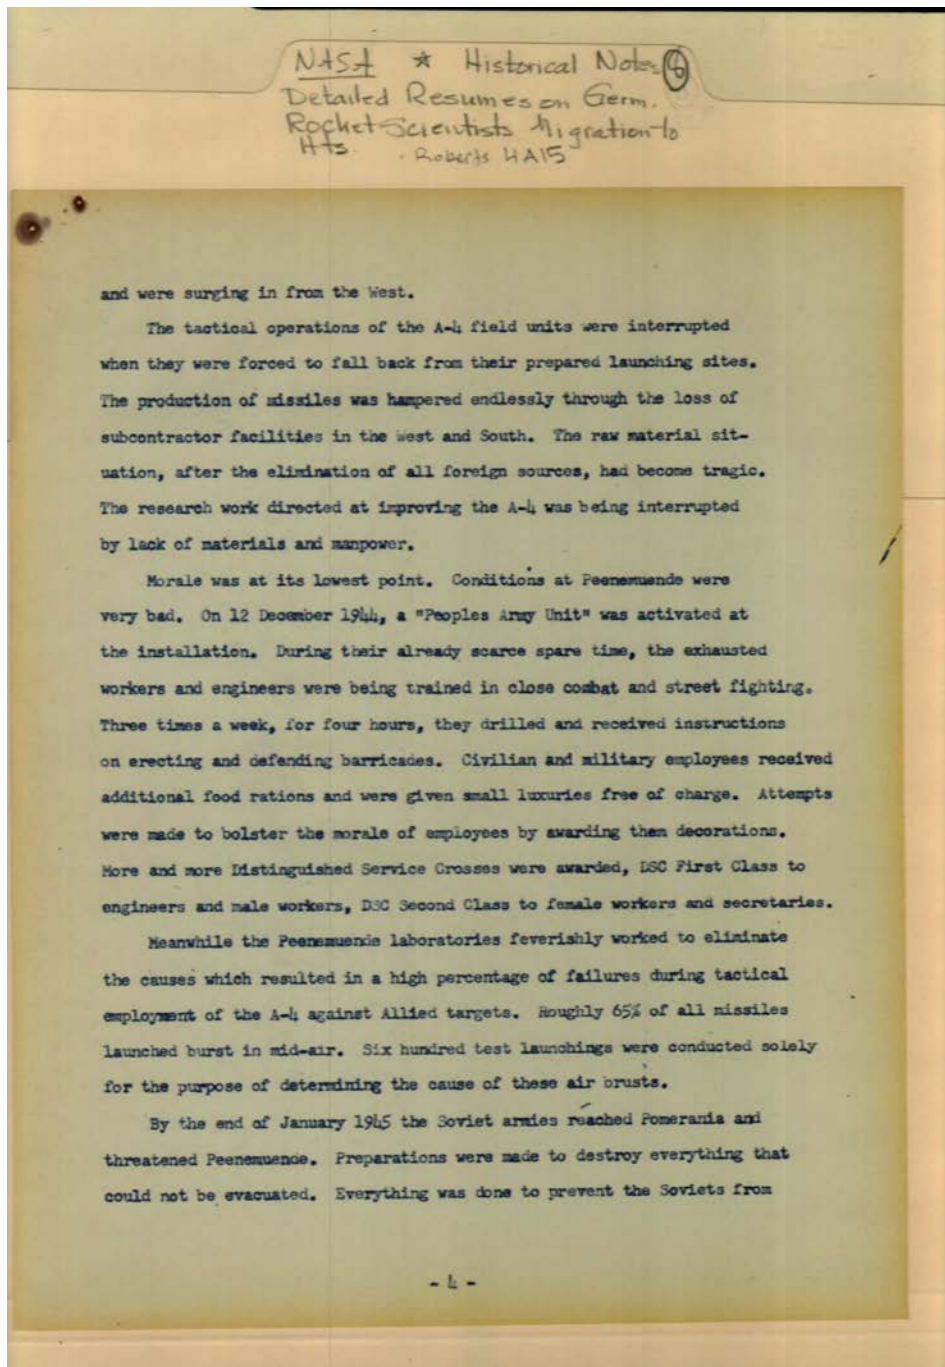 NASA * Historical Notes 6
Detailed Resumes on Germ.
Rocket Scientists Migration to
Hts. Roberts HA15
and were surging in from the West.
The tactical operations of the A-4 field units were interrupted
when they were forced to fall back from their prepared launching sites.
The production of missiles was hampered endlessly through the loss of
subcontractor facilities in the West and South. The raw material sit-
uation, after the elimination of all foreign sources, had become tragic.
The research work directed at improving the A-4 was being interrupted
by lack of materials and manpower.
Morale was at its lowest point. Conditions at Peenemuende were
very bad. On 12 December 1944, a "Peoples Army Unit" was activated at
the installation. During their already scarce spare time, the exhausted
workers and engineers were being trained in close combat and street fighting.
Three times a week, for four hours, they drilled and received instructions
on erecting and defending barricades. Civilian and military employees received
additional food rations and were given small luxuries free of charge. Attempts
were made to bolster the morale of employees by awarding them decorations.
More and more Distinguished Service Crosses were awarded, DSC First Class to
engineers and male workers, DSC Second Class to female workers and secretaries.
Meanwhile the Peenemuende laboratories feverishly worked to eliminate
the causes which resulted in a high percentage of failures during tactical
employment of the A-4 against Allied targets. Roughly 65% of all missiles
launched burst in mid-air. Six hundred test launchings were conducted solely
for the purpose of determining the cause of these air brusts.
By the end of January 1945 the Soviet armies reached Pomerania and
threatened Peenemuende. Preparations were made to destroy everything that
could not be evacuated. Everything was done to prevent the Soviets from
- 4 -